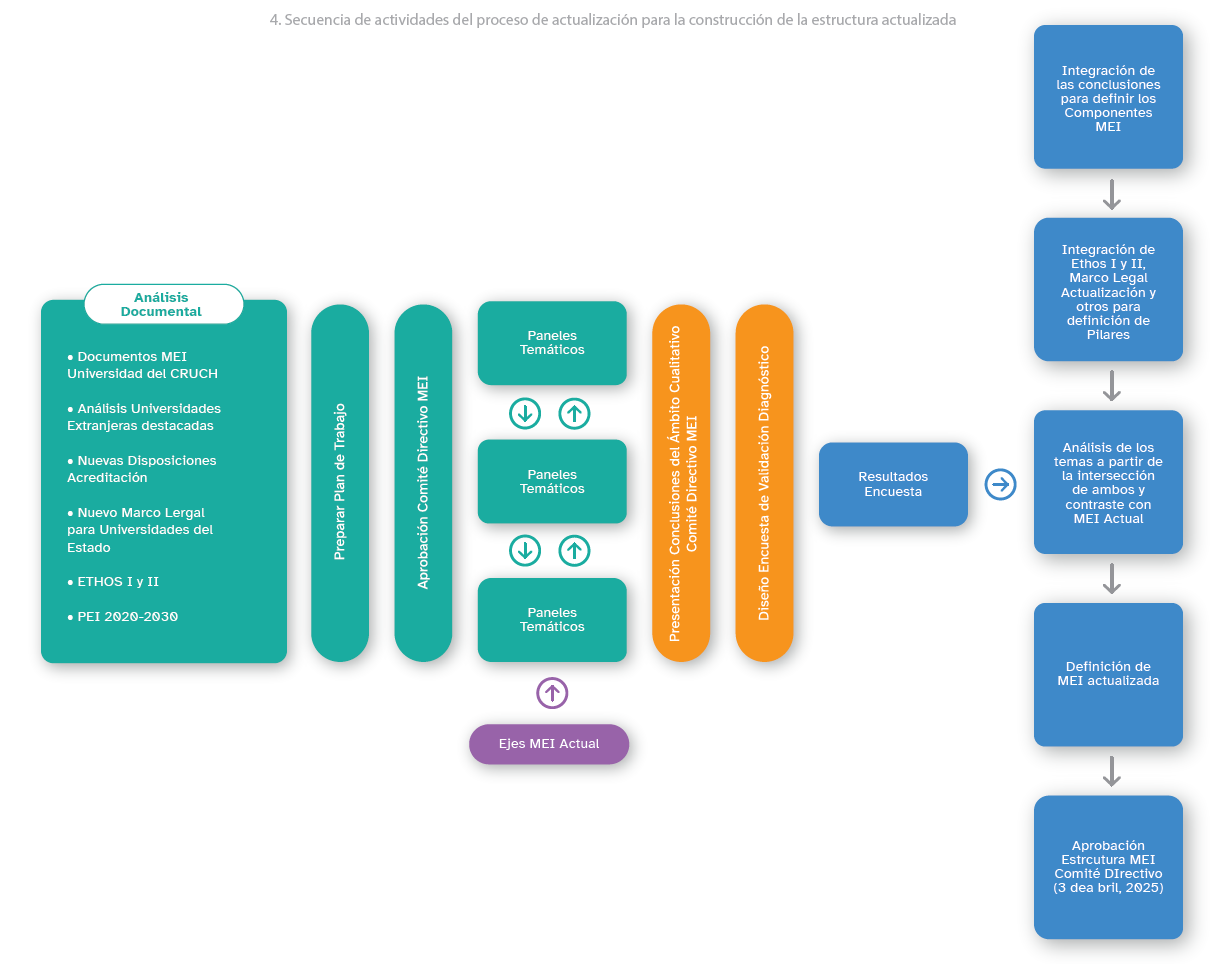 4. Secuencia de actividades del proceso de actualización para la construcción de la estructura actualizada
Análisis
Documental
• Documentos MEI
Universidad del CRUCH
• Análisis Universidades
Extranjeras destacadas
• Nuevas Disposiciones
Acreditación
• Nuevo Marco Lergal
para Universidades del
Estado
• ETHOS I y II
• PEI 2020-2030
Preparar Plan de Trabajo
Aprobación Comité Directivo MEI
Paneles
Temáticos
Paneles
Temáticos
Paneles
Temáticos
Ejes MEI Actual
Presentación Conclusiones del Ámbito Cualitativo
Comité Directivo MEI
Diseño Encuesta de Validación Diagnóstico
Resultados
Encuesta
Integración de
las conclusiones
para definir los
Componentes
MEI
Integración de
Ethos I y II,
Marco Legal
Actualización y
otros para
definición de
Pilares
Análisis de los
temas a partir de
la intersección
de ambos y
contraste con
MEI Actual
Definición de
MEI actualizada
Aprobación
Estrcutura MEI
Comité DIrectivo
(3 dea bril, 2025)